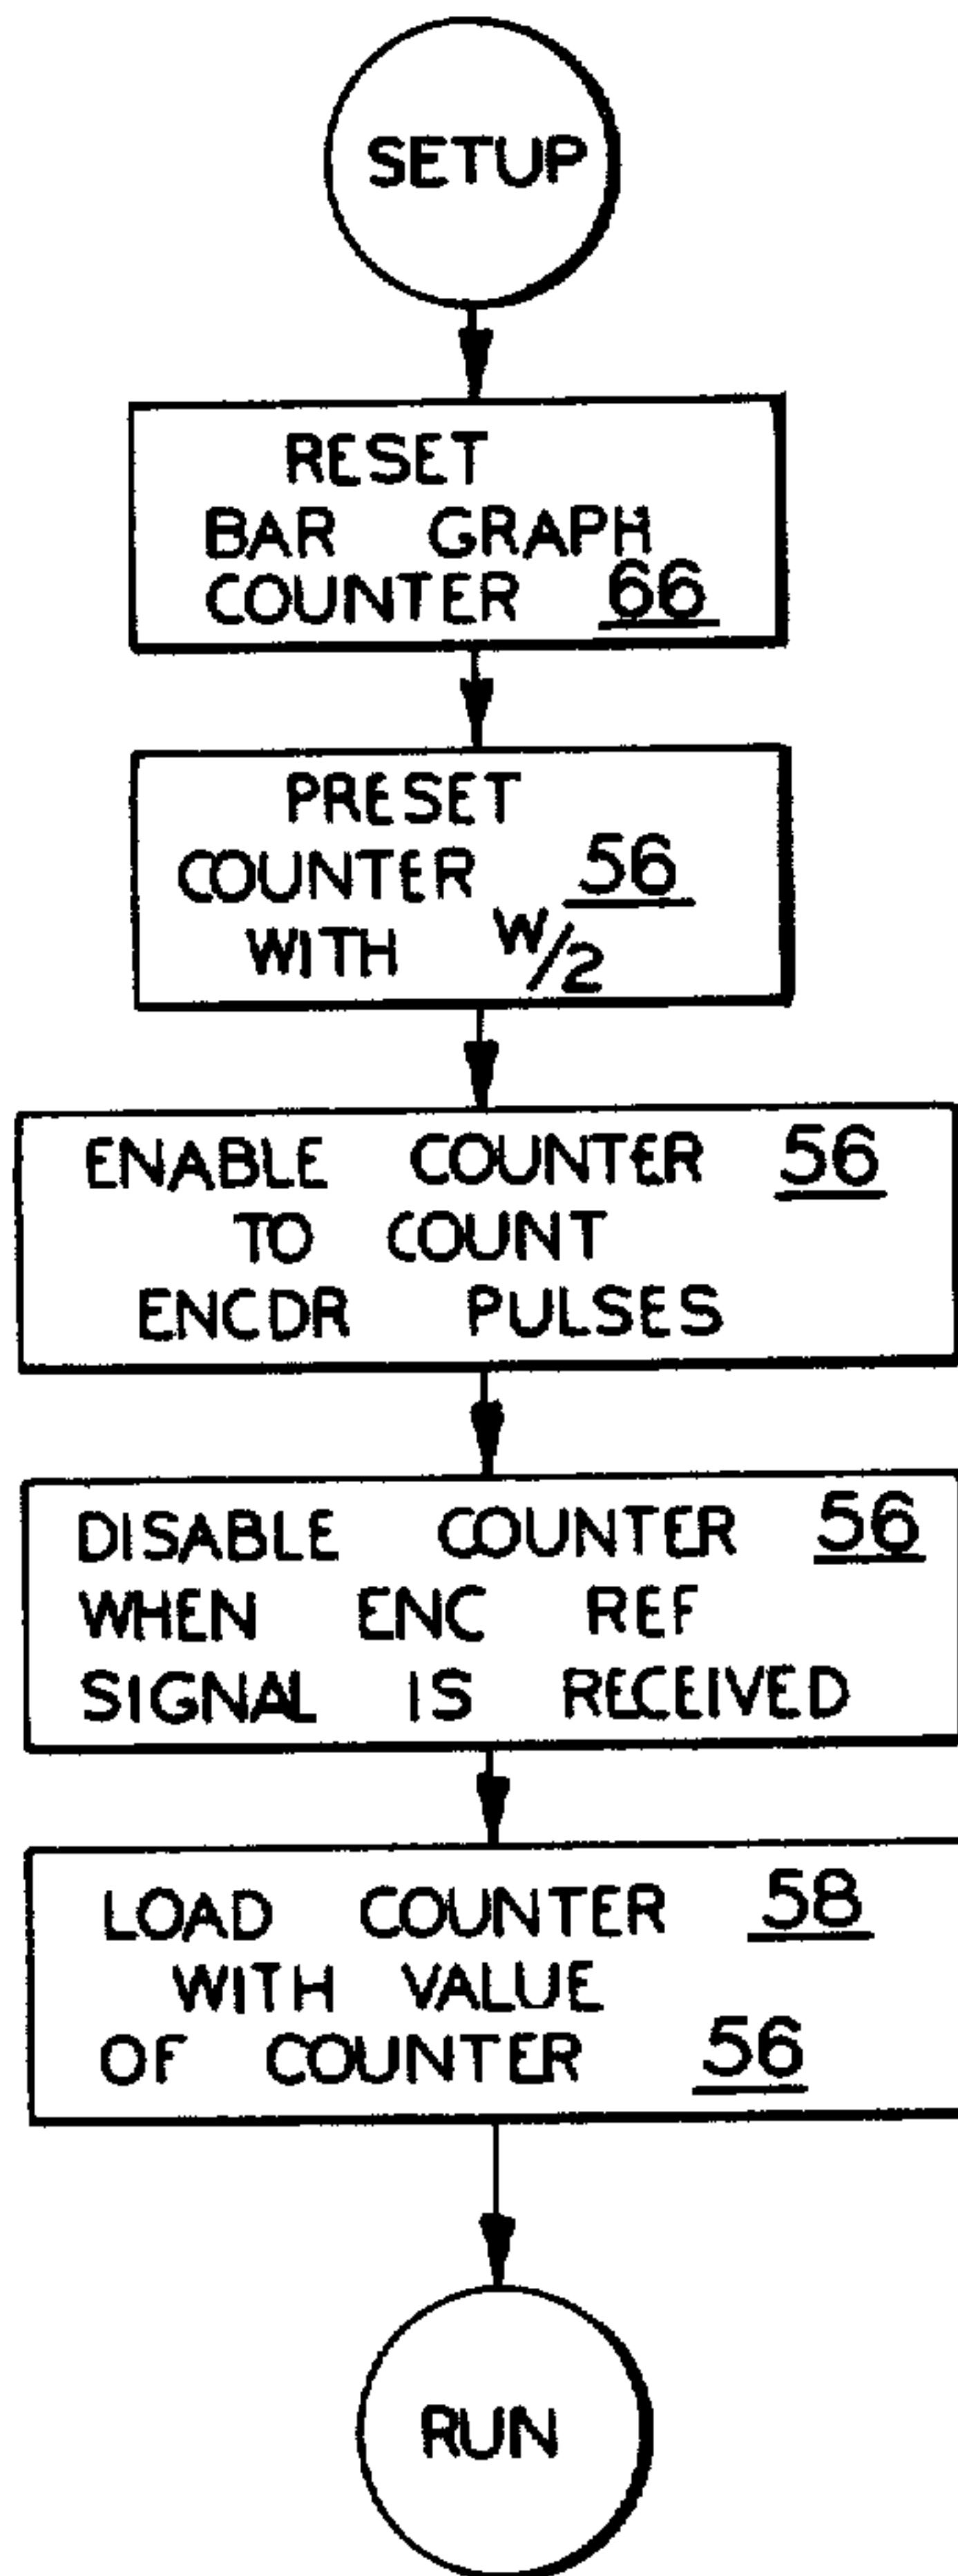 SETUP
RESET
BAR GRAPH
COUNTER 66
PRESET
COUNTER 56
WITH W/2
ENABLE COUNTER 56
TO COUNT
ENCDR PULSES
DISABLE COUNTER 56
WHEN ENC REF
SIGNAL IS RECEIVED
LOAD COUNTER 58
WITH VALUE
OF COUNTER 56
RUN